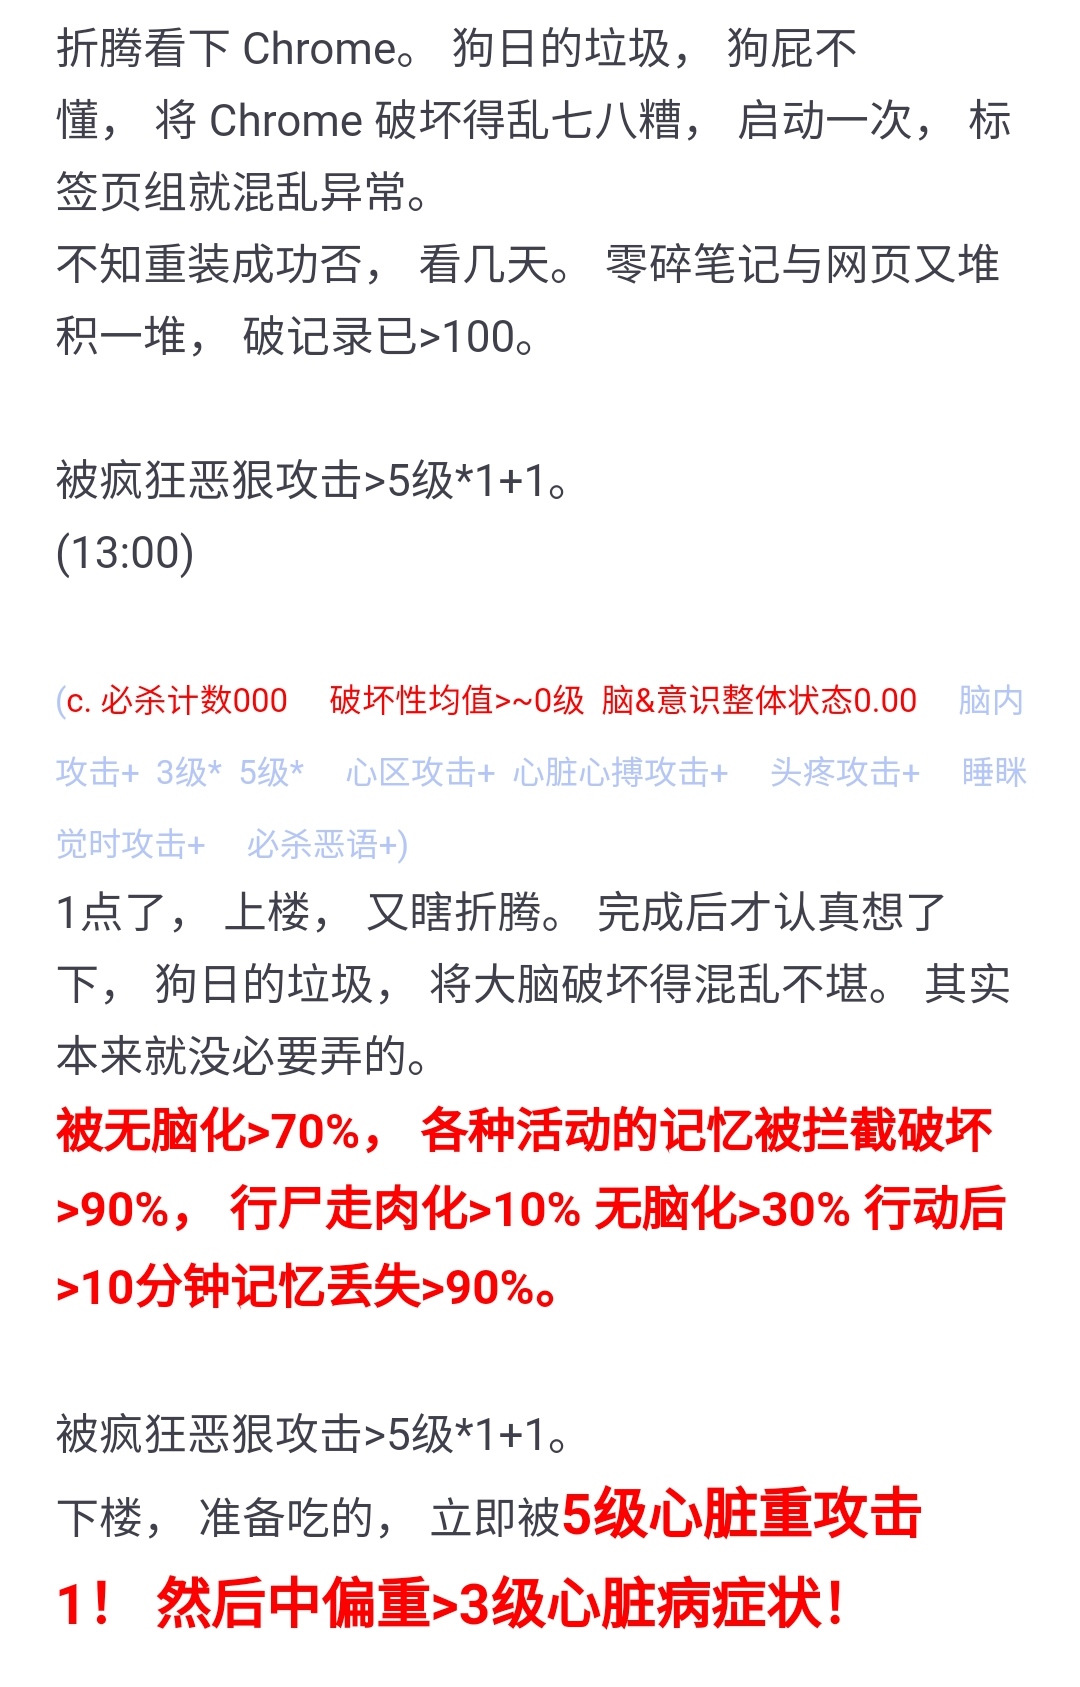 折腾看下 Chrome。 狗日的垃圾， 狗屁不
懂， 将 Chrome 破坏得乱七八糟， 启动一次， 标
签页组就混乱异常。
不知重装成功否， 看几天。 零碎笔记与网页又堆
积一堆， 破记录已>100。
被疯狂恶狠攻击>5级*1+1。
(13:00)
(c. 必杀计数000 破坏性均值>~0级 脑&意识整体状态0.00 脑内
攻击+ 3级* 5级* 心区攻击+ 心脏心搏攻击+ 头疼攻击+ 睡眯
觉时攻击+ 必杀恶语+)
1点了， 上楼， 又瞎折腾。 完成后才认真想了
下， 狗日的垃圾， 将大脑破坏得混乱不堪。 其实
本来就没必要弄的。
被无脑化>70%， 各种活动的记忆被拦截破坏
>90%， 行尸走肉化>10% 无脑化>30% 行动后
>10分钟记忆丢失>90%。
被疯狂恶狠攻击>5级*1+1。
下楼， 准备吃的， 立即被5级心脏重攻击
1！ 然后中偏重>3级心脏病症状！